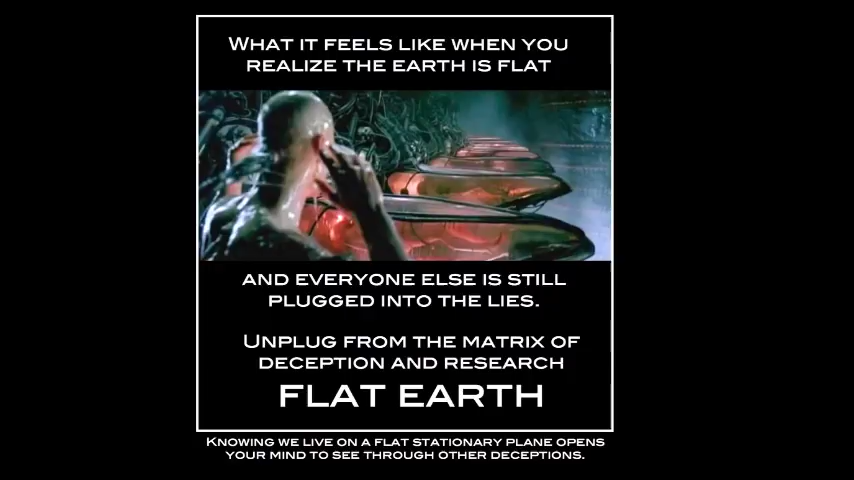 What it feels like when you
realize the earth is flat
and everyone else is still
plugged into the lies.
Unplug from the matrix of
deception and research
FLAT EARTH
Knowing we live on a flat stationary plane opens
your mind to see through other deceptions.